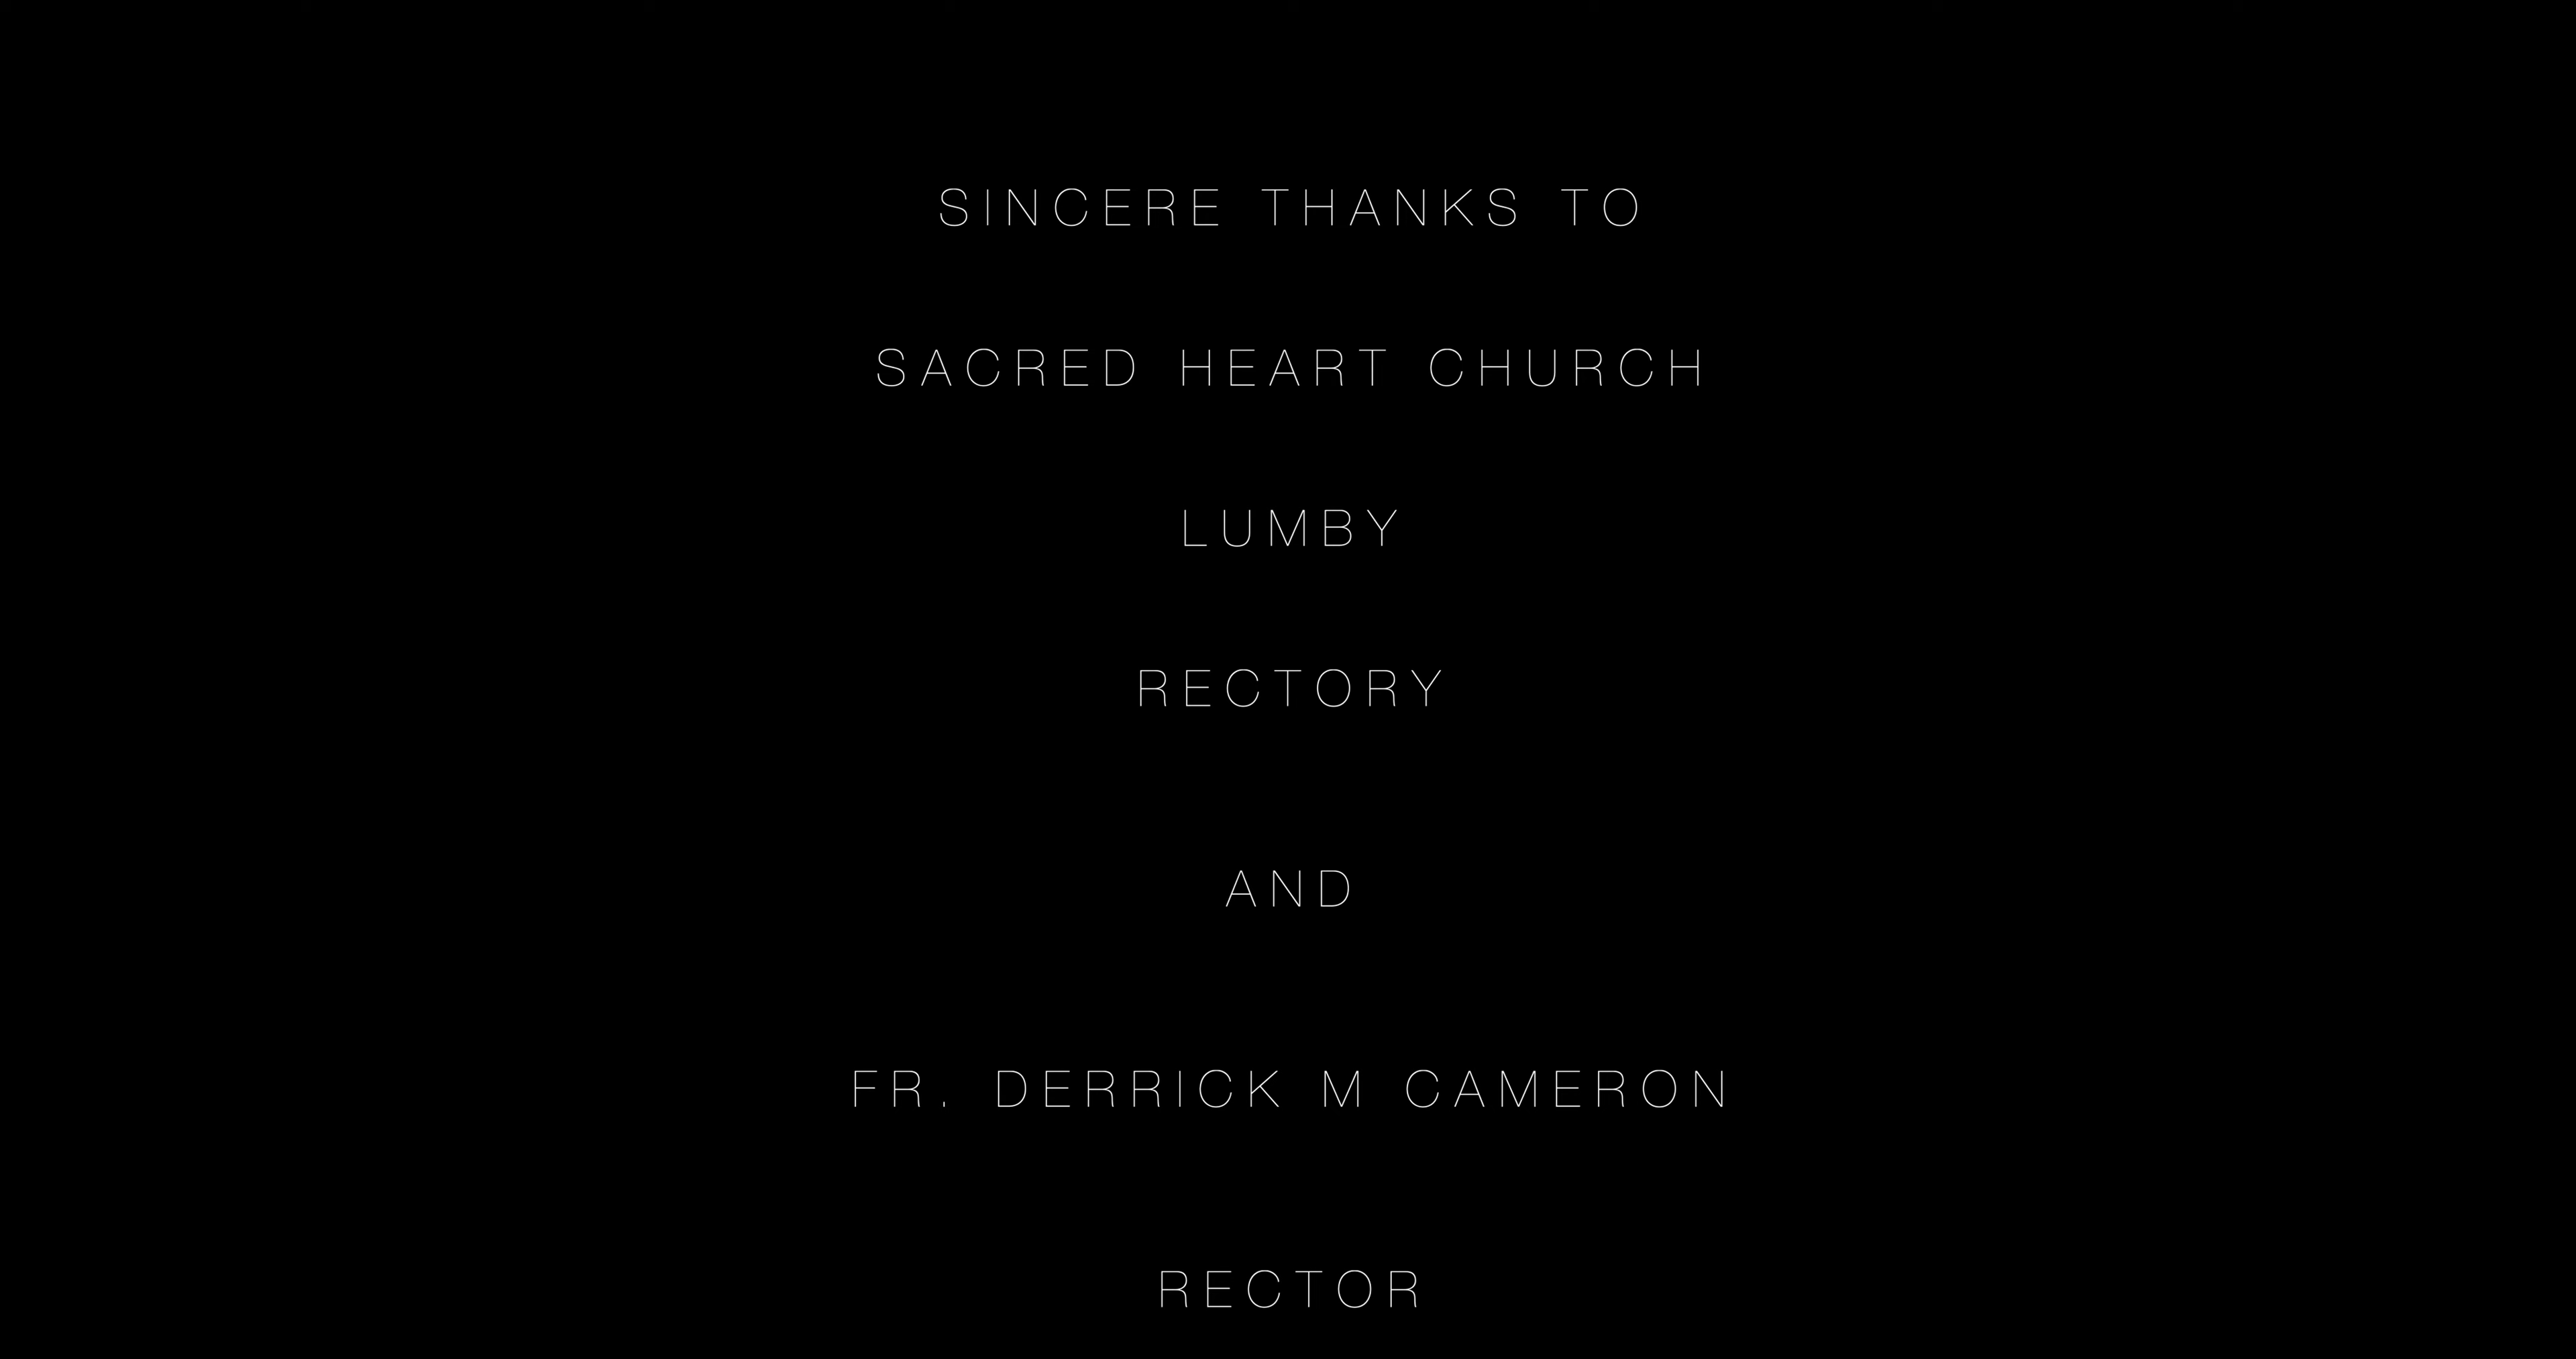 SINCERE THANKS TO
SACRED HEART CHURCH
LUMBY
RECTORY
AND
FR. DERRICK M CAMERON
RECTOR